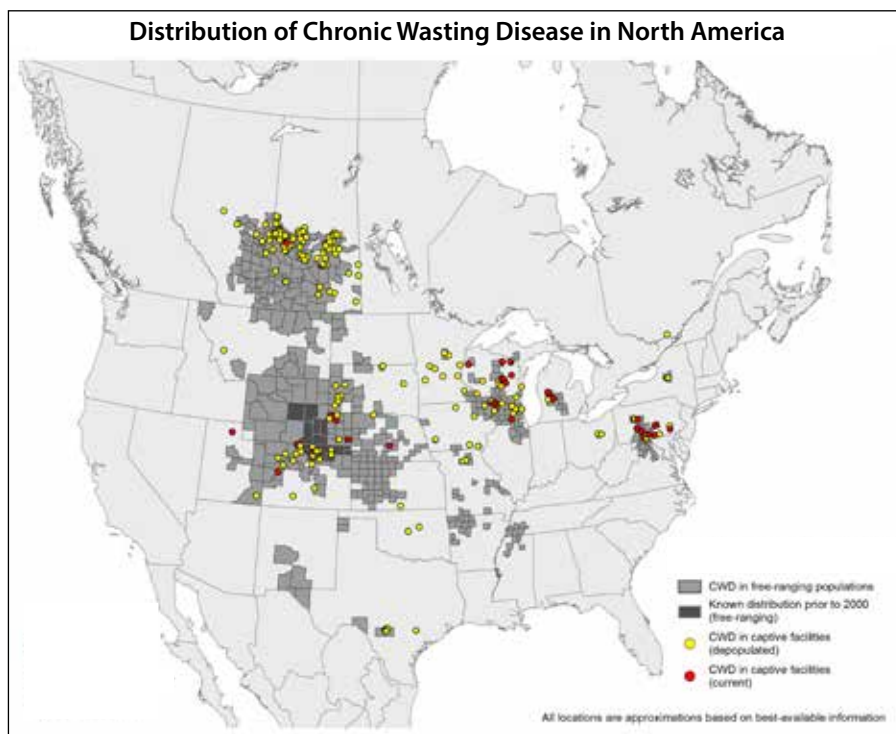 Distribution of Chronic Wasting Disease in North America
CWD in free-ranging populations
Known distribution prior to 2000
(free-ranging)
CWD in captive facilities
(depopulated)
CWD in captive facilities
(current)
All locations are approximations based on best-available information